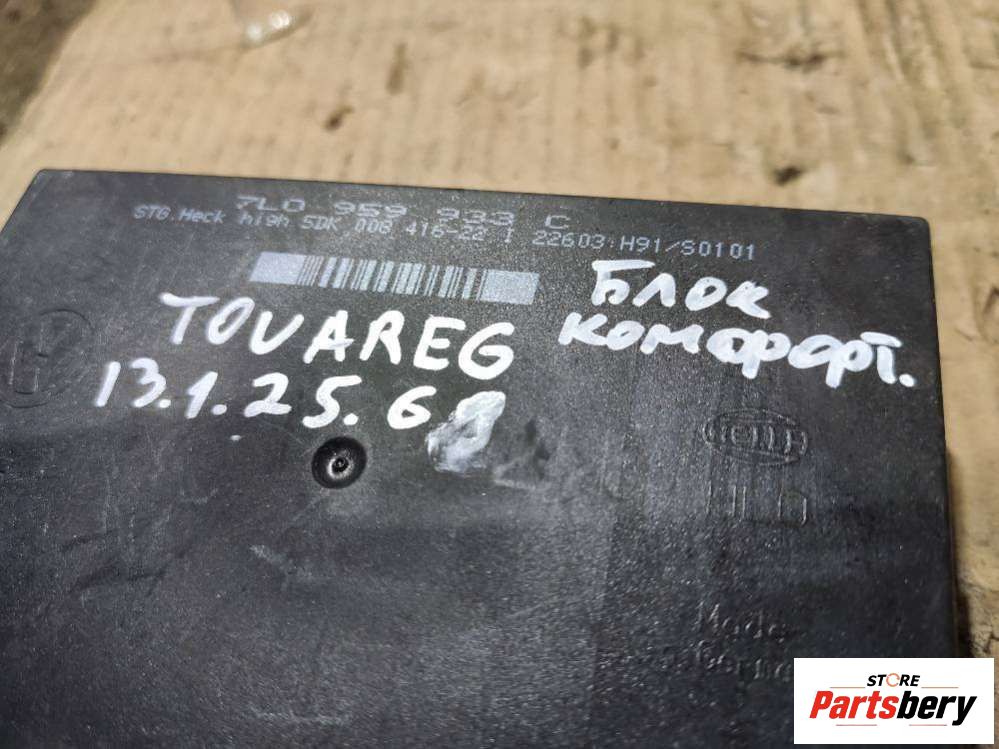 7L0 959 933 C
STG.Heck high 5DK 008 416-22 I 22603 H91/S0101
Блок
комфорт.
TOUAREG
13.1.25.6
Hella
Made
STORE
Partsbery